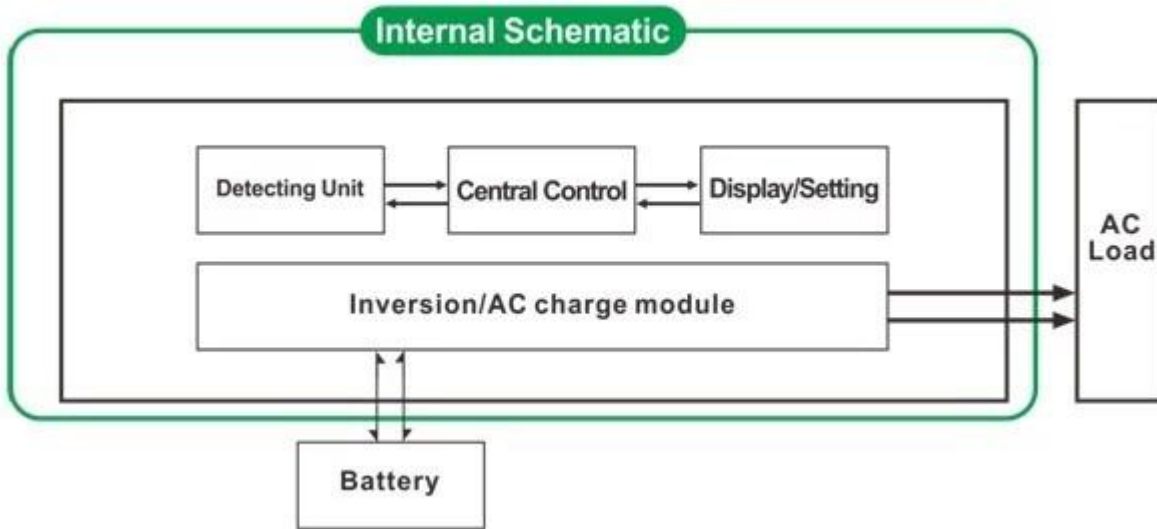 Internal Schematic
Detecting Unit
Central Control
Display/Setting
AC
Load
Inversion/AC charge module
Battery